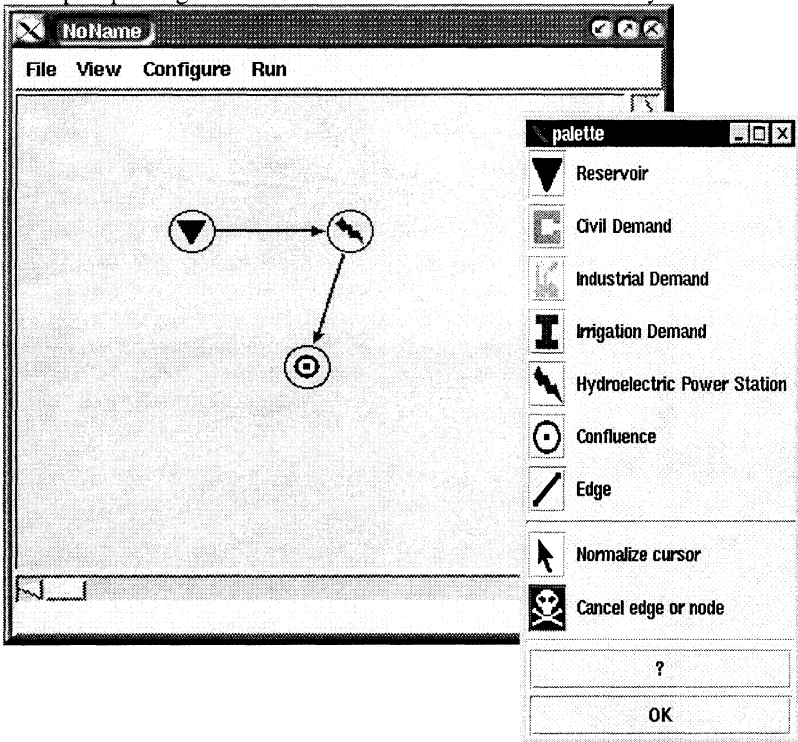 NoName
File View Configure Run
palette
Reservoir
Civil Demand
Industrial Demand
Irrigation Demand
Hydroelectric Power Station
Confluence
Edge
Normalize cursor
Cancel edge or node
?
OK